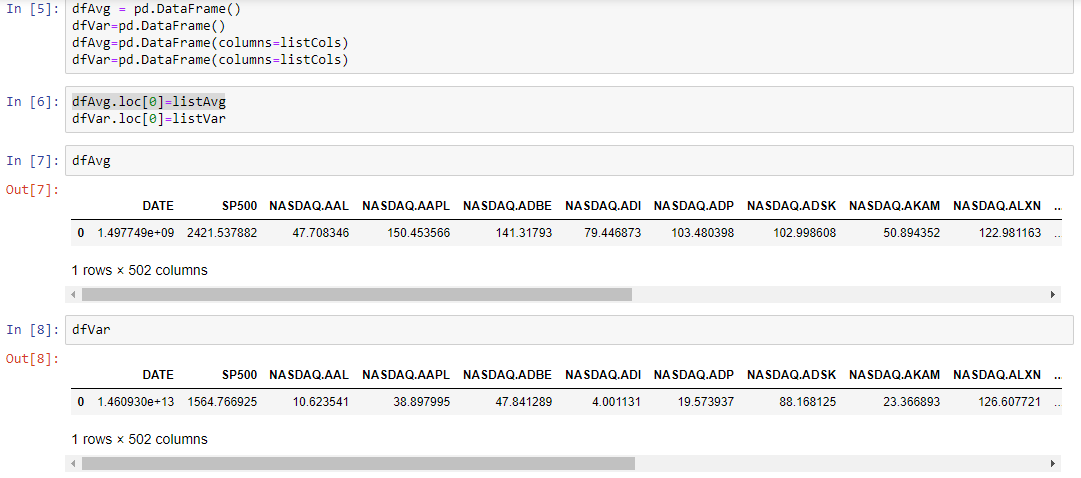 In [5]: dfAvg = pd.DataFrame()
dfVar=pd.DataFrame()
dfAvg=pd.DataFrame(columns=listCols)
dfVar=pd.DataFrame(columns=listCols)
In [6]: dfAvg.loc[0]=listAvg
dfVar.loc[0]=listVar
In [7]: dfAvg
Out[7]:
DATE SP500 NASDAQ.AAL NASDAQ.AAPL NASDAQ.ADBE NASDAQ.ADI NASDAQ.ADP NASDAQ.ADSK NASDAQ.AKAM NASDAQ.ALXN ..
0 1.497749e+09 2421.537882 47.708346 150.453566 141.31793 79.446873 103.480398 102.998608 50.894352 122.981163 ..
1 rows × 502 columns
In [8]: dfVar
Out[8]:
DATE SP500 NASDAQ.AAL NASDAQ.AAPL NASDAQ.ADBE NASDAQ.ADI NASDAQ.ADP NASDAQ.ADSK NASDAQ.AKAM NASDAQ.ALXN ..
0 1.460930e+13 1564.766925 10.623541 38.897995 47.841289 4.001131 19.573937 88.168125 23.366893 126.607721 ..
1 rows × 502 columns